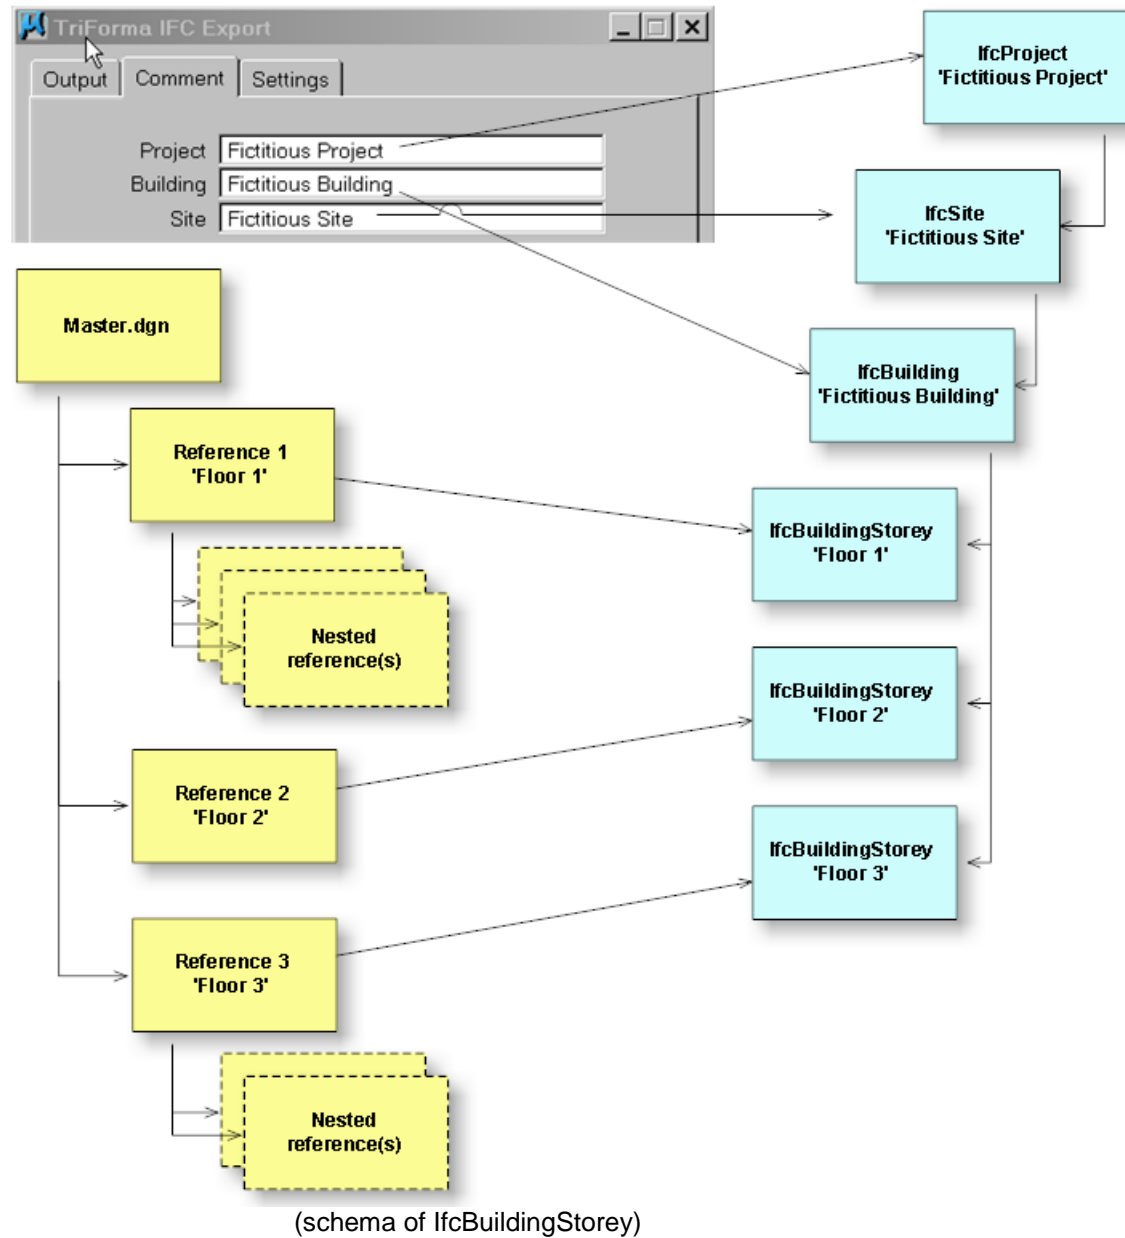 TriForma IFC Export
Output Comment Settings
Project Fictitious Project
Building Fictitious Building
Site Fictitious Site
IfcProject
'Fictitious Project'
IfcSite
'Fictitious Site'
IfcBuilding
'Fictitious Building'
Master.dgn
Reference 1
'Floor 1'
Nested
reference(s)
IfcBuildingStorey
'Floor 1'
IfcBuildingStorey
'Floor 2'
Reference 2
'Floor 2'
IfcBuildingStorey
'Floor 3'
Reference 3
'Floor 3'
Nested
reference(s)
(schema of IfcBuildingStorey)